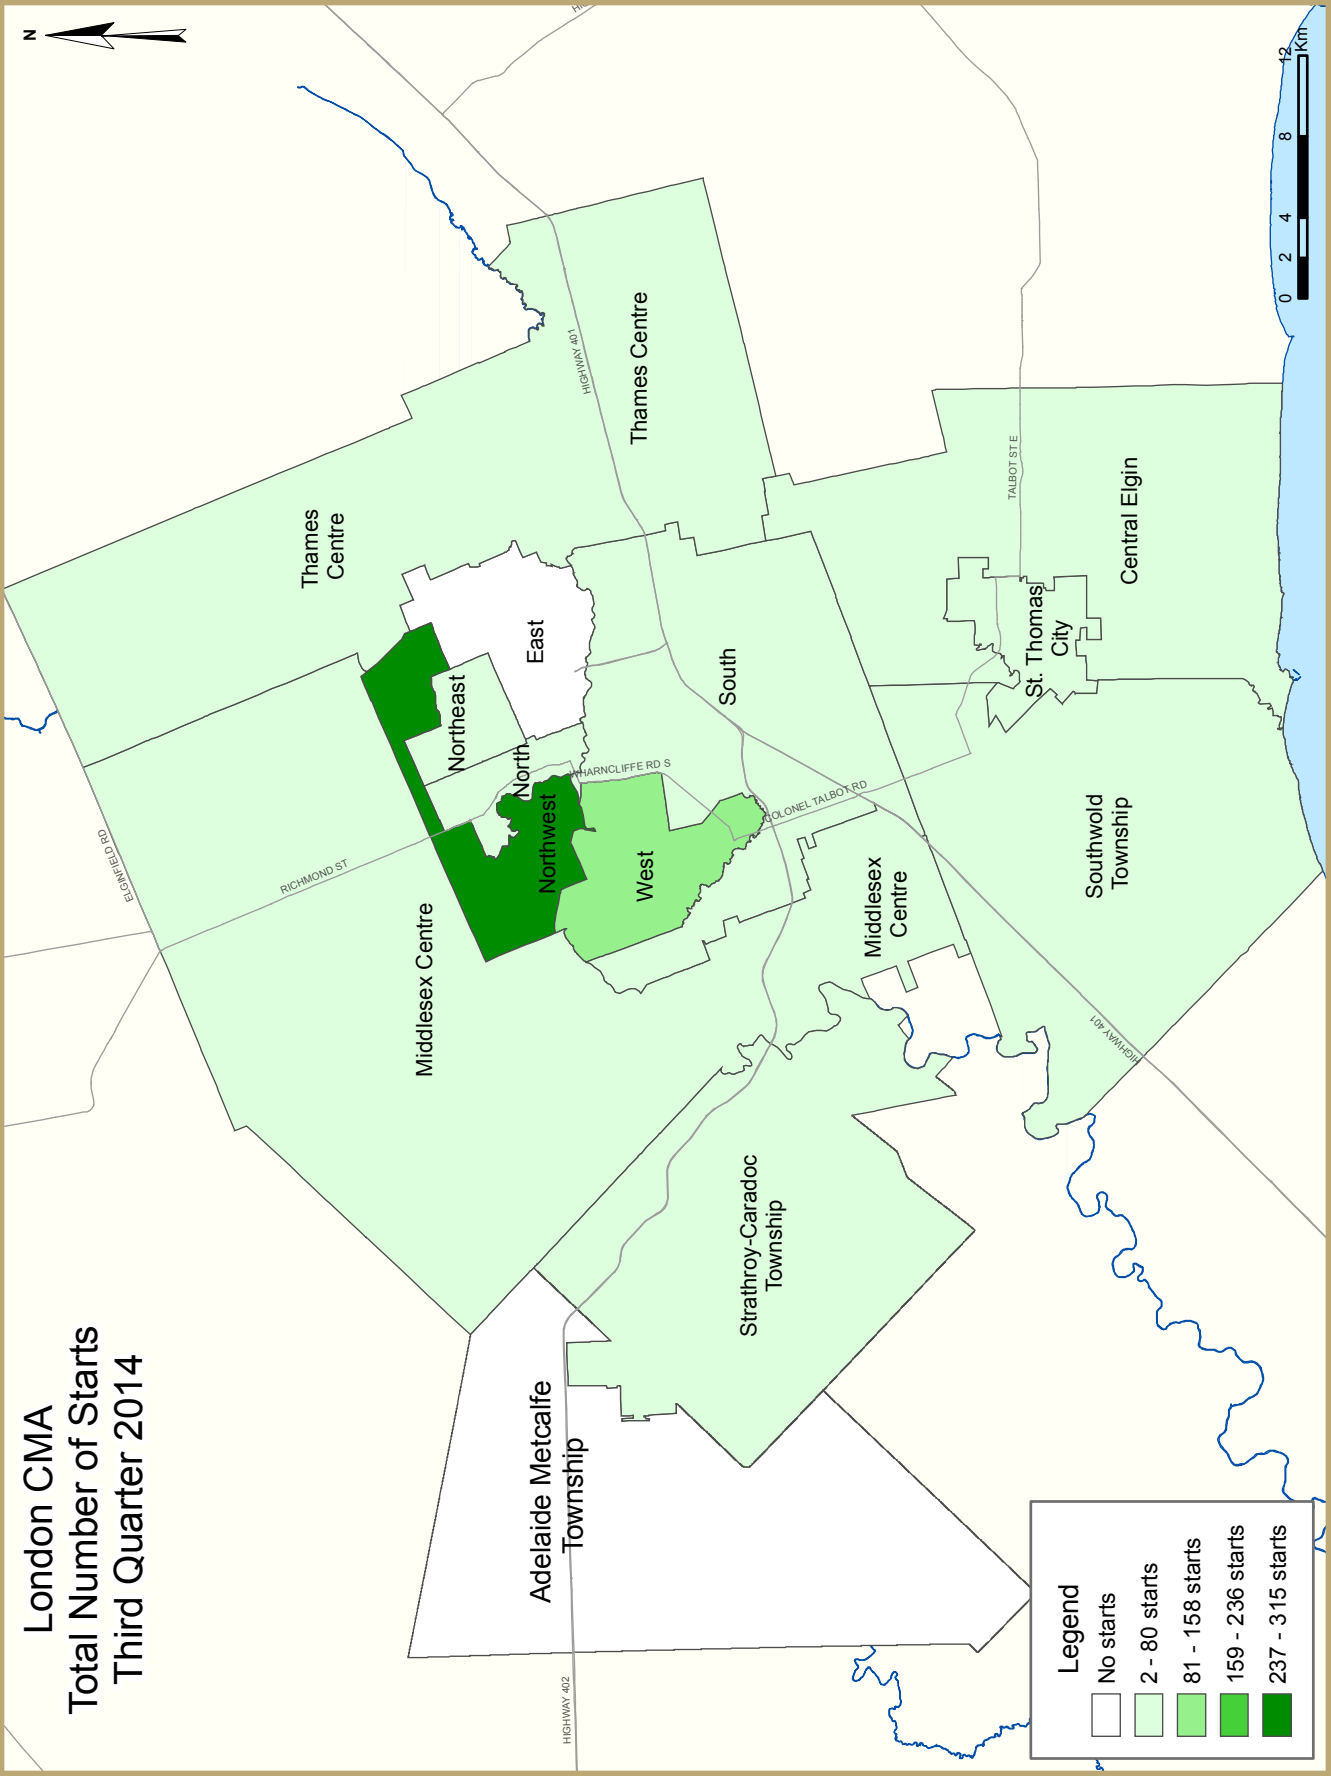 London CMA
Total Number of Starts
Third Quarter 2014
N
ELGINFIELD RD
RICHMOND ST
Middlesex Centre
Thames
Centre
Thames Centre
HIGHWAY 401
Northeast
East
North
Northwest
WHARNCLIFFE RD S
West
South
COLONEL TALBOT RD
Middlesex
Centre
Strathroy-Caradoc
Township
Adelaide Metcalfe
Township
HIGHWAY 402
TALBOT ST E
St. Thomas
City
Central Elgin
Southwold
Township
HIGHWAY 401
0 2 4 8 12
Km
Legend
No starts
2 - 80 starts
81 - 158 starts
159 - 236 starts
237 - 315 starts